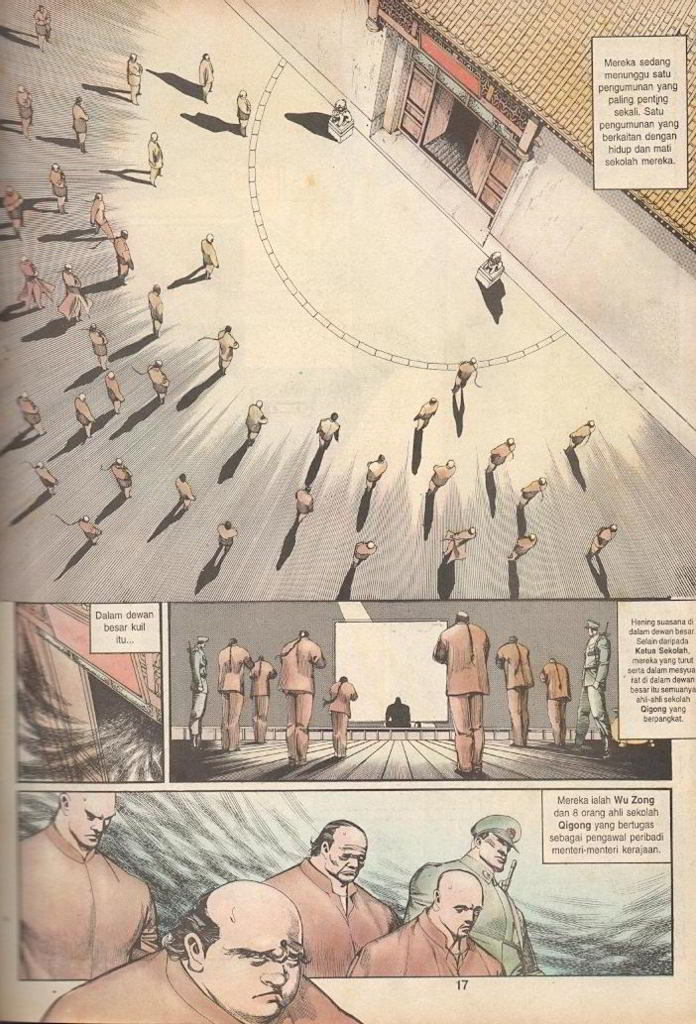 Mereka sedang
menunggu satu
pengumunan yang
paling penting
sekali. Satu
pengumunan yang
berkaitan dengan
hidup dan mati
sekolah mereka.
Dalam dewan
besar kuil
itu...
Hening suasana di
dalam dewan besar.
Selain daripada
Ketua Sekolah,
mereka yang turut
serta dalam mesyua
rat di dalam dewan
besar itu semuanya
ahli-ahli sekolah
Qigong yang
berpangkat.
Mereka ialah Wu Zong
dan 8 orang ahli sekolah
Qigong yang bertugas
sebagai pengawal peribadi
menteri-menteri kerajaan.
17